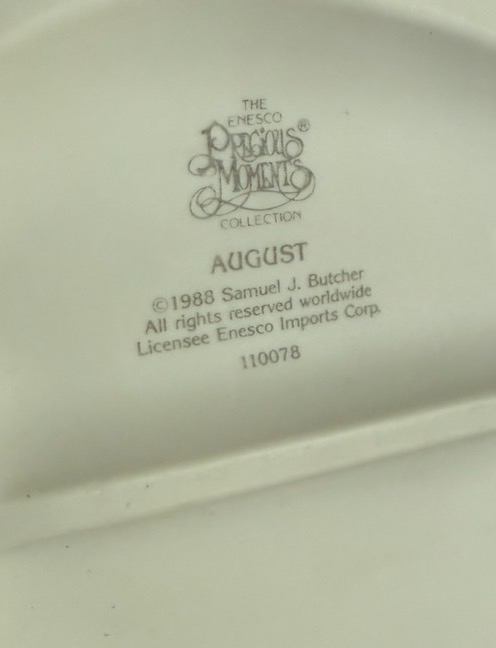 THE
ENESCO
PRECIOUS®
MOMENTS
COLLECTION
AUGUST
©1988 Samuel J. Butcher
All rights reserved worldwide
Licensee Enesco Imports Corp.
110078